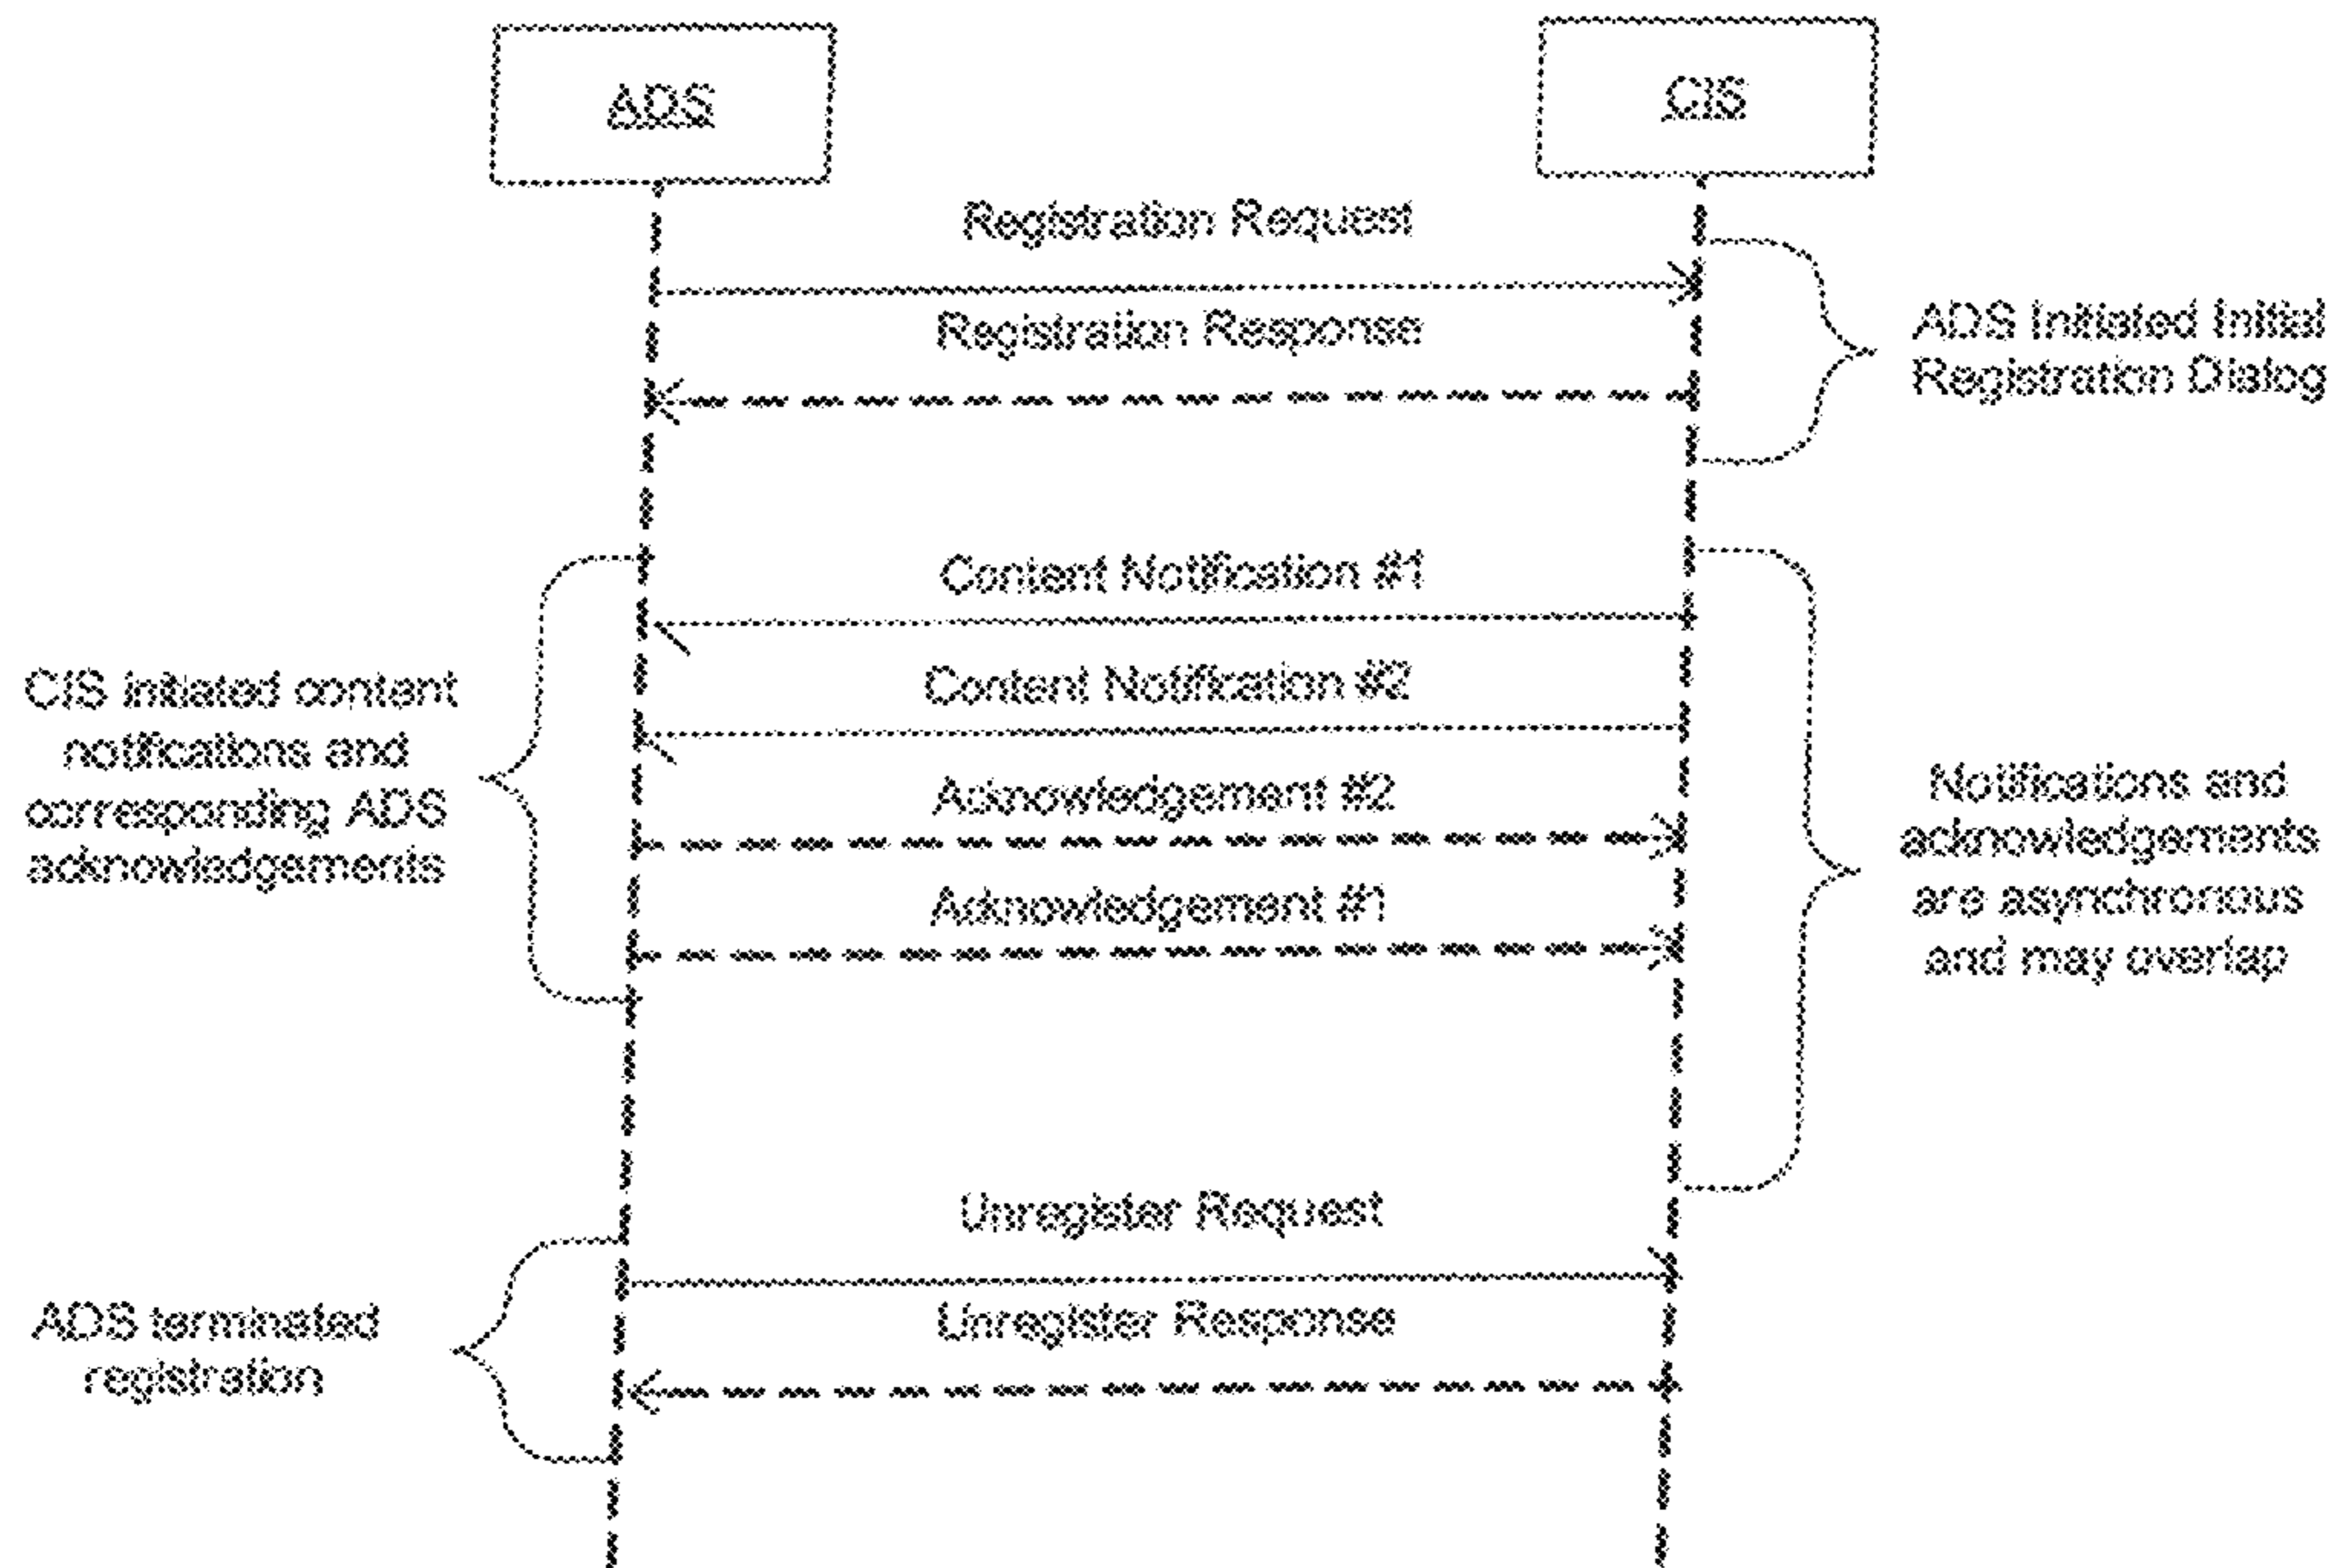 ADS
CIS
Registration Request
Registration Response
ADS Initiated Initial
Registration Dialog
Content Notification #1
Content Notification #2
Acknowledgement #2
Acknowledgement #1
CIS initiated content
notifications and
corresponding ADS
acknowledgements
Notifications and
acknowledgements
are asynchronous
and may overlap
Unregister Request
Unregister Response
ADS terminated
registration